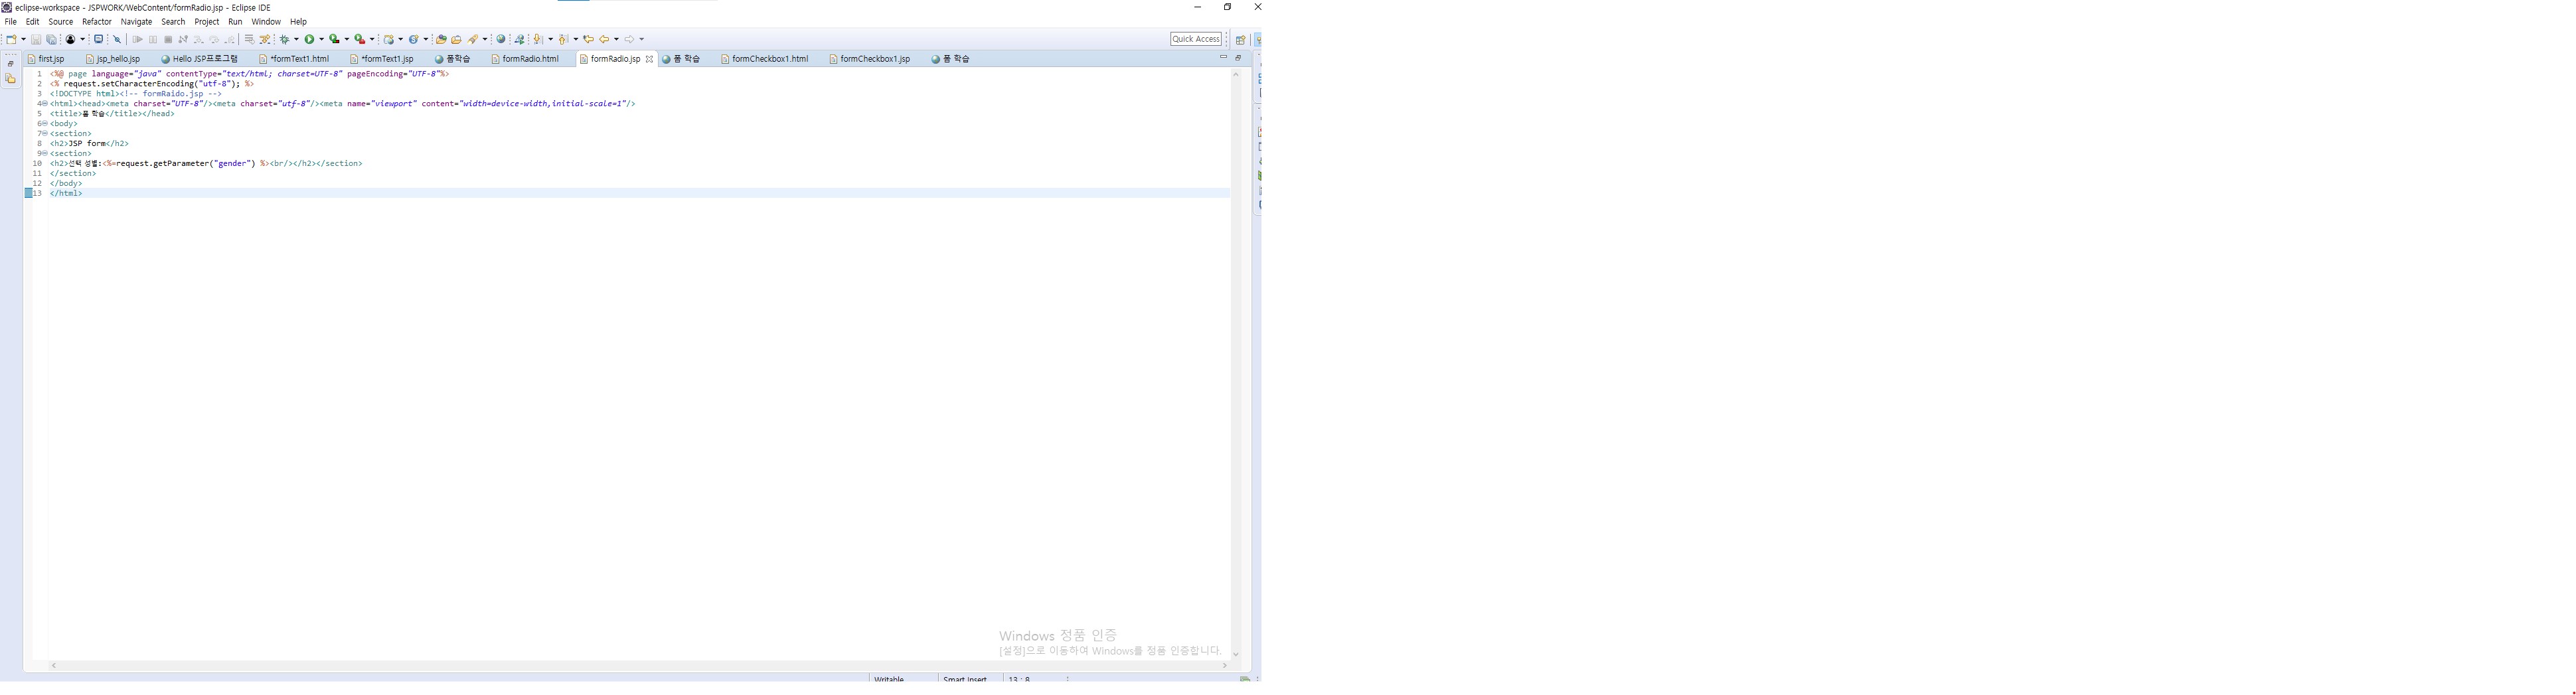 eclipse-workspace - JSPWORK/WebContent/formRadio.jsp - Eclipse IDE
File Edit Source Refactor Navigate Search Project Run Window Help
Quick Access
first.jsp jsp_hello.jsp Hello JSP프로그램 *formText1.html *formText1.jsp 폼학습 formRadio.html formRadio.jsp 폼 학습 formCheckbox1.html formCheckbox1.jsp 폼 학습
1 <%@ page language="java" contentType="text/html; charset=UTF-8" pageEncoding="UTF-8"%>
2 <% request.setCharacterEncoding("utf-8"); %>
3 <!DOCTYPE html><!-- formRaido.jsp -->
4 <html><head><meta charset="UTF-8"/><meta charset="utf-8"/><meta name="viewport" content="width=device-width,initial-scale=1"/>
5 <title>폼 학습</title></head>
6 <body>
7 <section>
8 <h2>JSP form</h2>
9 <section>
10 <h2>선택 성별:<%=request.getParameter("gender") %><br/></h2></section>
11 </section>
12 </body>
13 </html>
Windows 정품 인증
[설정]으로 이동하여 Windows를 정품 인증합니다.
Writable Smart Insert 13 : 8